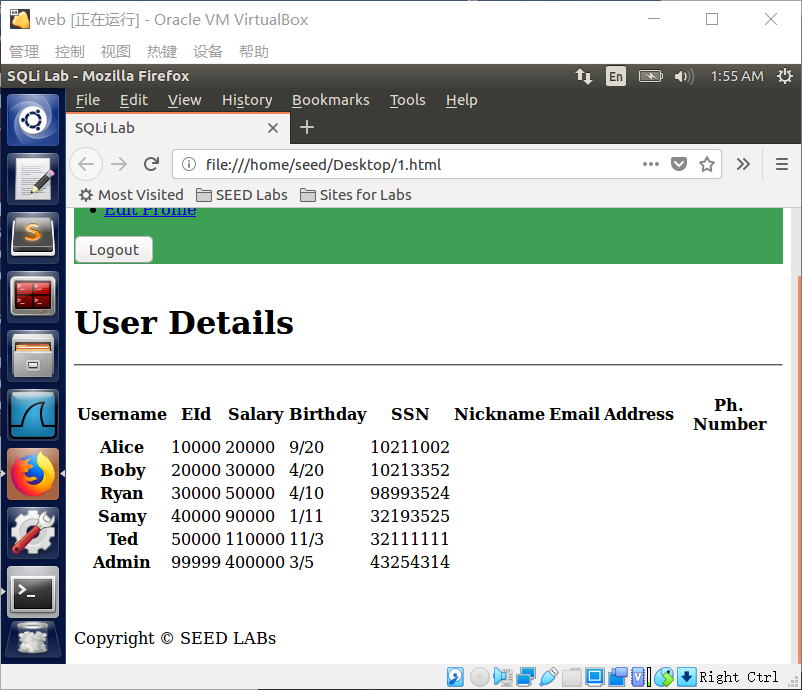 web [正在运行] - Oracle VM VirtualBox
管理 控制 视图 热键 设备 帮助
SQLi Lab - Mozilla Firefox En 1:55 AM
File Edit View History Bookmarks Tools Help
SQLi Lab
file:///home/seed/Desktop/1.html
Most Visited SEED Labs Sites for Labs
Edit Profile
Logout
User Details
Username EId Salary Birthday SSN Nickname Email Address Ph. Number
Alice 10000 20000 9/20 10211002
Boby 20000 30000 4/20 10213352
Ryan 30000 50000 4/10 98993524
Samy 40000 90000 1/11 32193525
Ted 50000 110000 11/3 32111111
Admin 99999 400000 3/5 43254314
Copyright © SEED LABs
Right Ctrl